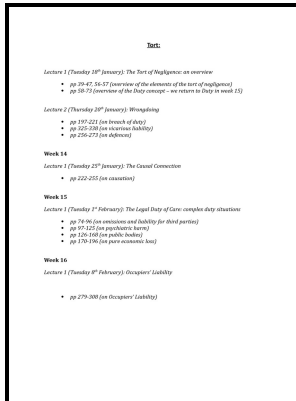 Tort:
Lecture 1 (Tuesday 18th January): The Tort of Negligence: an overview
• pp 39-47, 56-57 (overview of the elements of the tort of negligence)
• pp 58-73 (overview of the Duty concept – we return to Duty in week 15)
Lecture 2 (Thursday 20th January): Wrongdoing
• pp 197-221 (on breach of duty)
• pp 325-338 (on vicarious liability)
• pp 256-273 (on defences)
Week 14
Lecture 1 (Tuesday 25th January): The Causal Connection
• pp 222-255 (on causation)
Week 15
Lecture 1 (Tuesday 1st February): The Legal Duty of Care: complex duty situations
• pp 74-96 (on omissions and liability for third parties)
• pp 97-125 (on psychiatric harm)
• pp 126-168 (on public bodies)
• pp 170-196 (on pure economic loss)
Week 16
Lecture 1 (Tuesday 8th February): Occupiers' Liability
• pp 279-308 (on Occupiers' Liability)